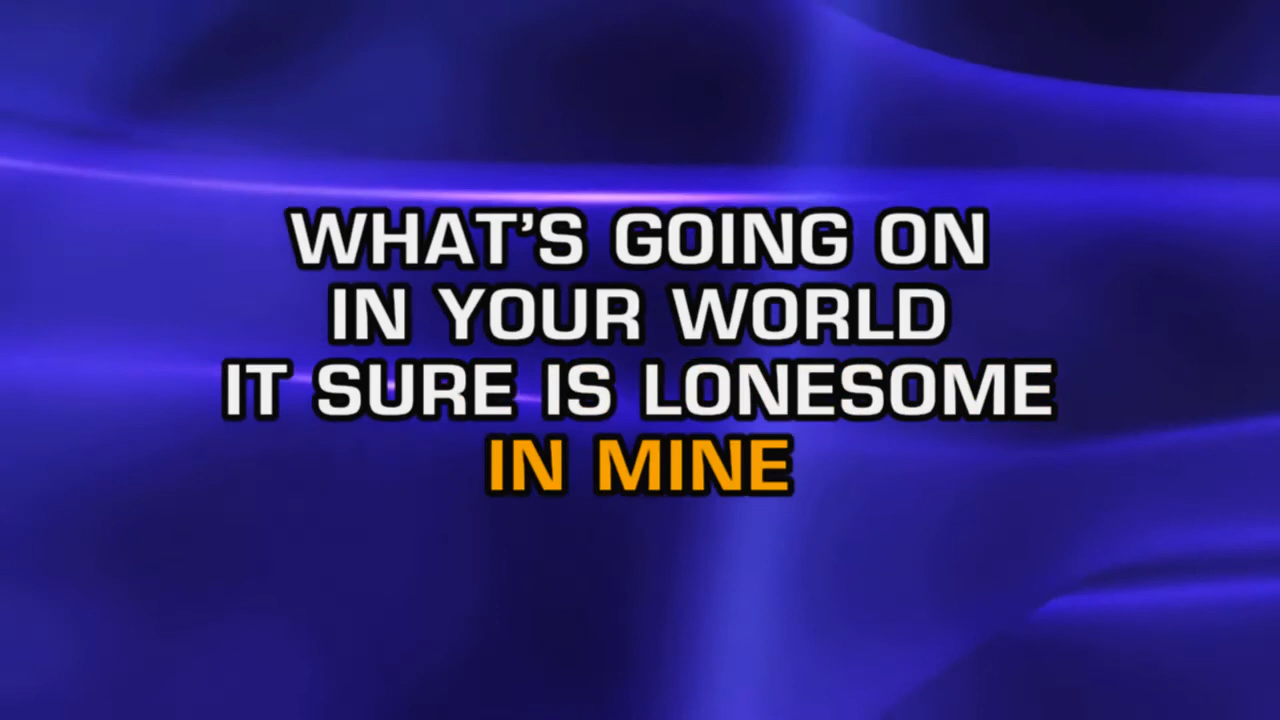 WHAT’S GOING ON
IN YOUR WORLD
IT SURE IS LONESOME
IN MINE